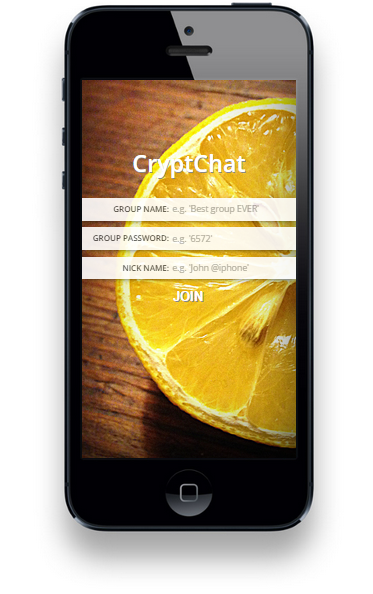 CryptChat
GROUP NAME: e.g. 'Best group EVER'
GROUP PASSWORD: e.g. '6572'
NICK NAME: e.g. 'John @iphone'
JOIN